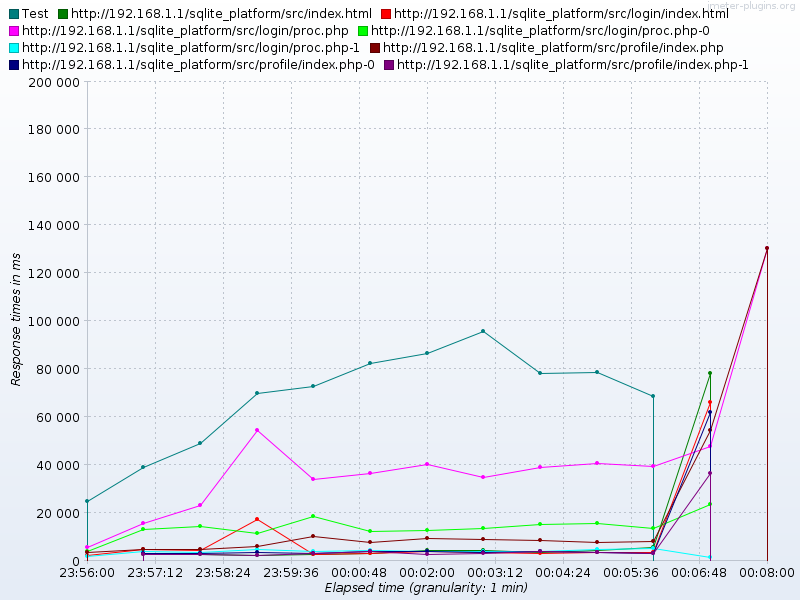 jmeter-plugins.org
Test http://192.168.1.1/sqlite_platform/src/index.html http://192.168.1.1/sqlite_platform/src/login/index.html
http://192.168.1.1/sqlite_platform/src/login/proc.php http://192.168.1.1/sqlite_platform/src/login/proc.php-0
http://192.168.1.1/sqlite_platform/src/login/proc.php-1 http://192.168.1.1/sqlite_platform/src/profile/index.php
http://192.168.1.1/sqlite_platform/src/profile/index.php-0 http://192.168.1.1/sqlite_platform/src/profile/index.php-1
200 000
180 000
160 000
140 000
120 000
100 000
80 000
60 000
40 000
20 000
0
Response times in ms
23:56:00 23:57:12 23:58:24 23:59:36 00:00:48 00:02:00 00:03:12 00:04:24 00:05:36 00:06:48 00:08:00
Elapsed time (granularity: 1 min)